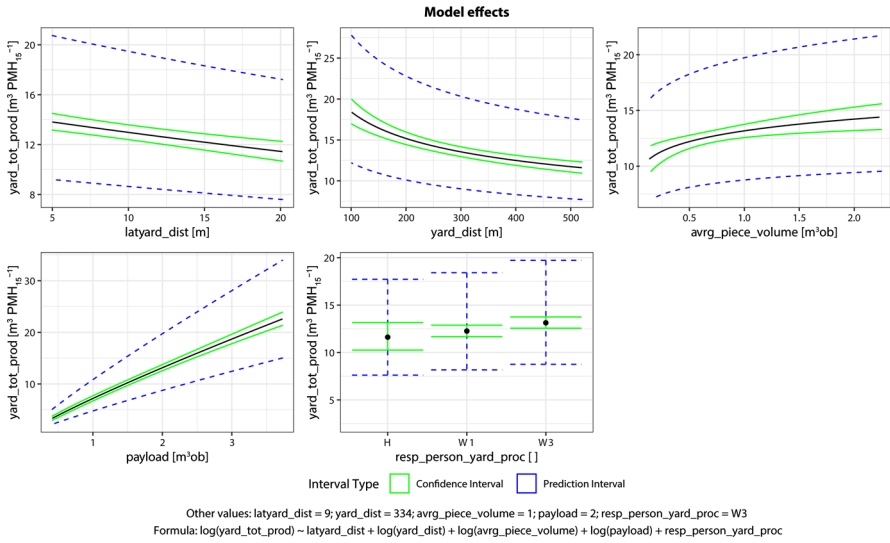 Model effects
yard_tot_prod [m³ PMH₁₅⁻¹]
20
16
12
8
5
10
15
20
latyard_dist [m]
yard_tot_prod [m³ PMH₁₅⁻¹]
25
20
15
10
100
200
300
400
500
yard_dist [m]
yard_tot_prod [m³ PMH₁₅⁻¹]
20
15
10
0.5
1.0
1.5
2.0
avrg_piece_volume [m³ob]
yard_tot_prod [m³ PMH₁₅⁻¹]
30
20
10
1
2
3
payload [m³ob]
yard_tot_prod [m³ PMH₁₅⁻¹]
20
15
10
5
H
W1
W3
resp_person_yard_proc [ ]
Interval Type Confidence Interval Prediction Interval
Other values: latyard_dist = 9; yard_dist = 334; avrg_piece_volume = 1; payload = 2; resp_person_yard_proc = W3
Formula: log(yard_tot_prod) ~ latyard_dist + log(yard_dist) + log(avrg_piece_volume) + log(payload) + resp_person_yard_proc